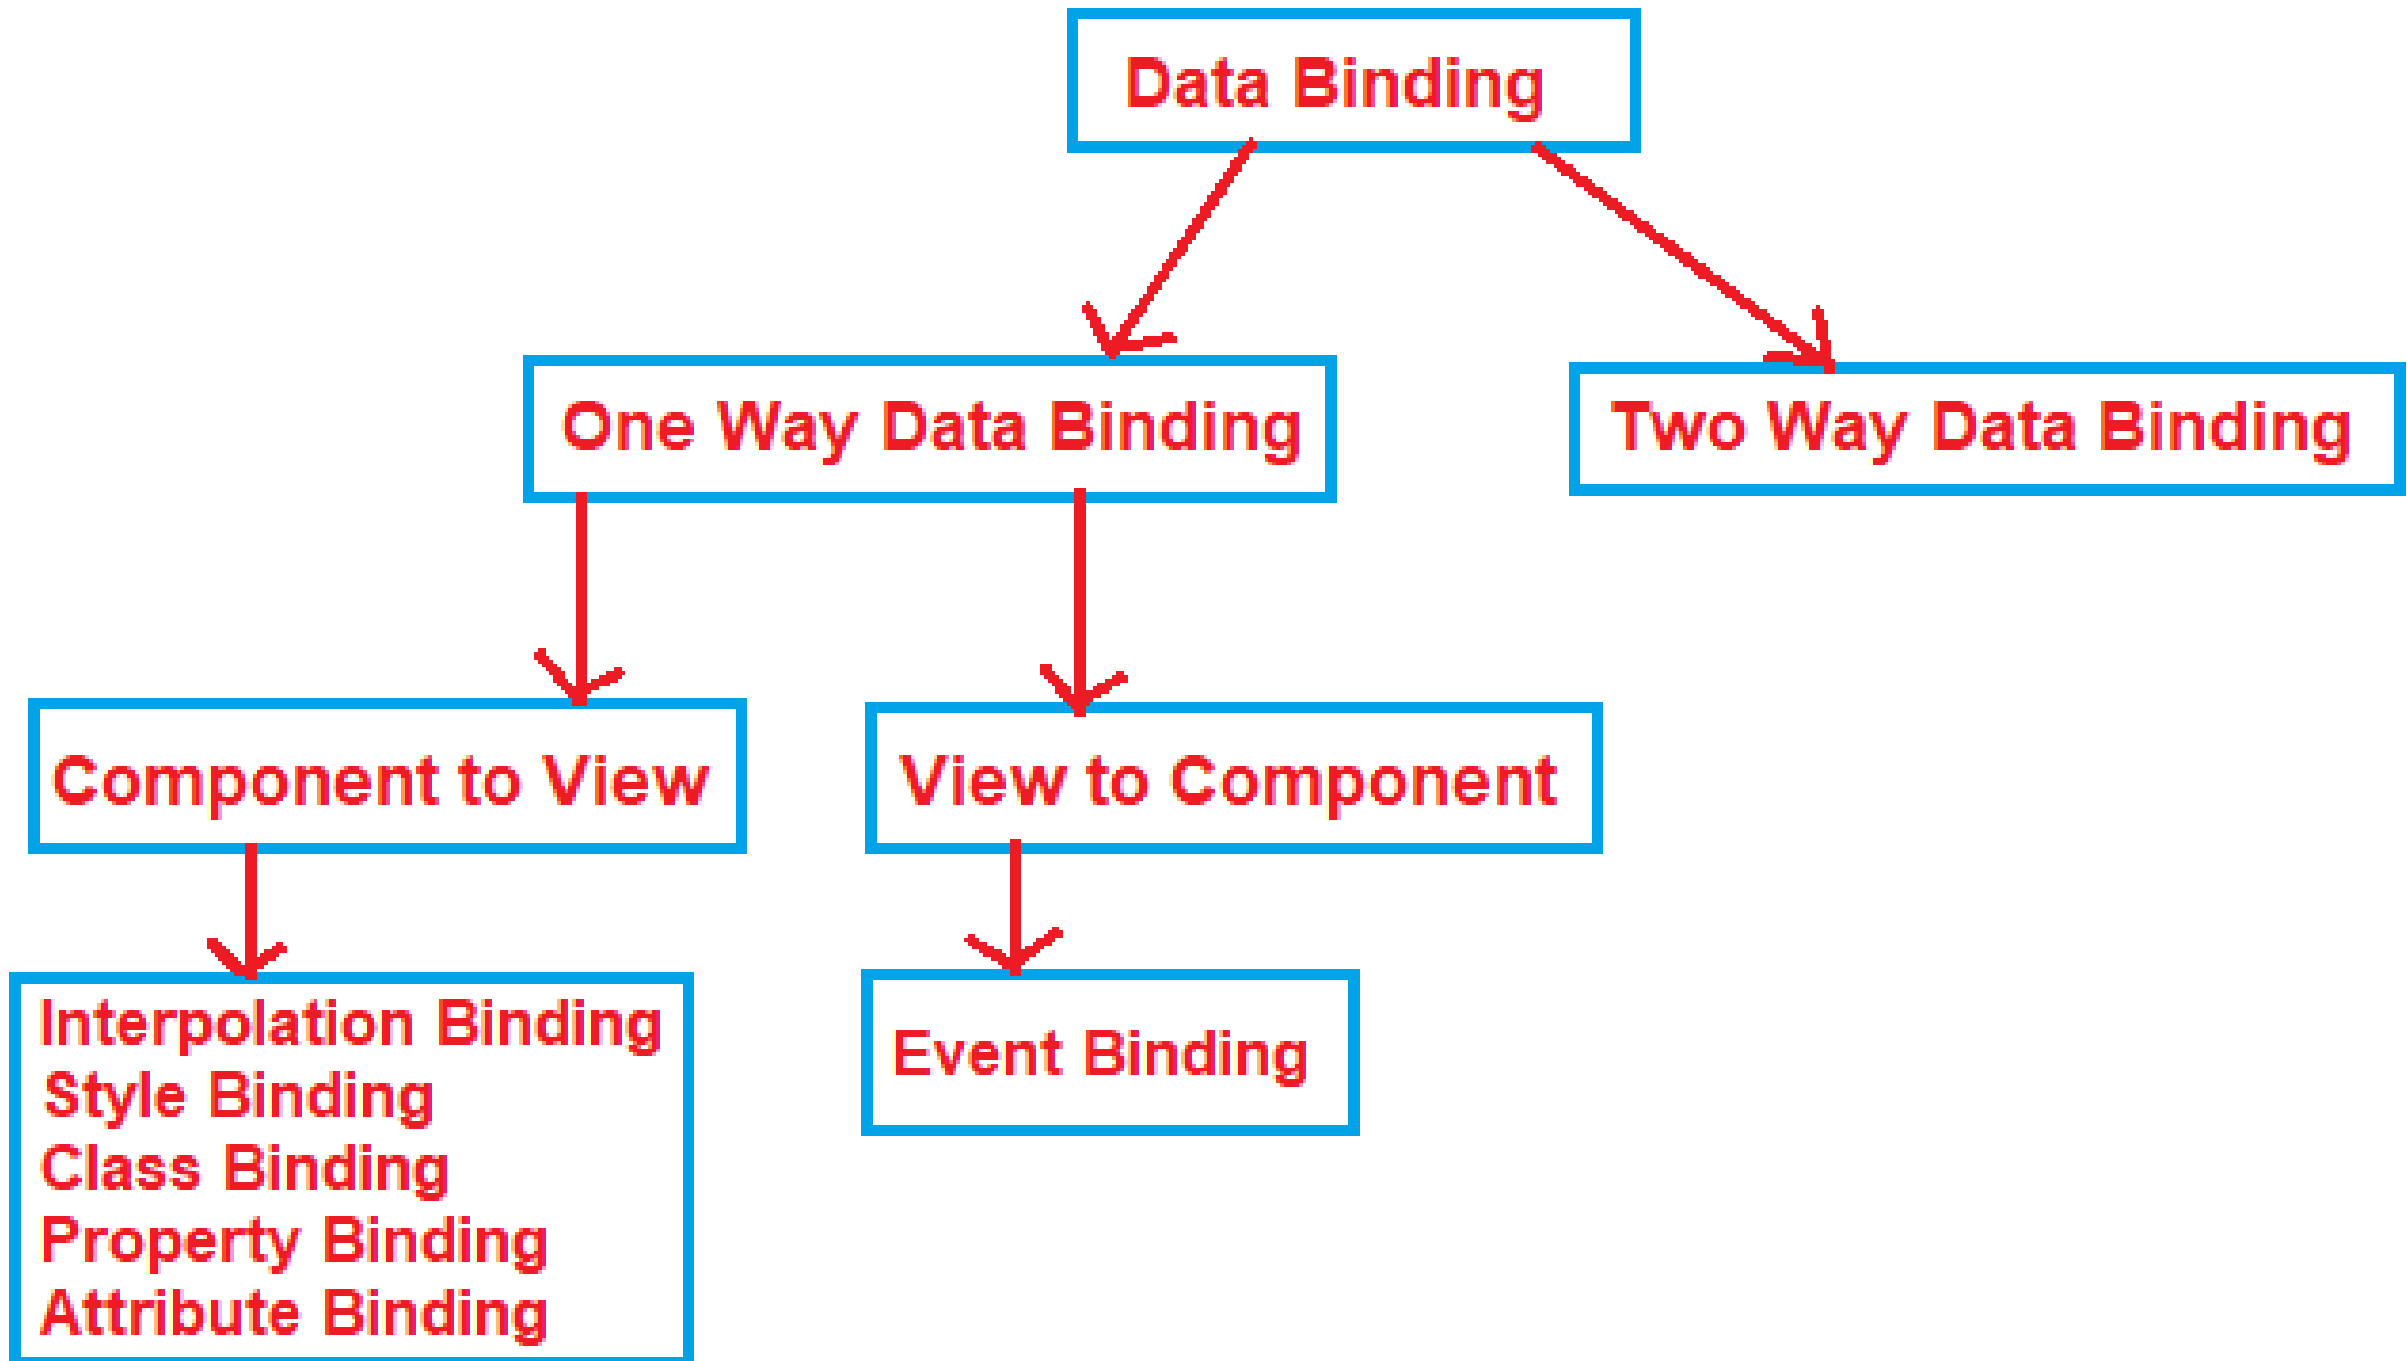 Data Binding
One Way Data Binding
Two Way Data Binding
Component to View
View to Component
Interpolation Binding
Style Binding
Class Binding
Property Binding
Attribute Binding
Event Binding